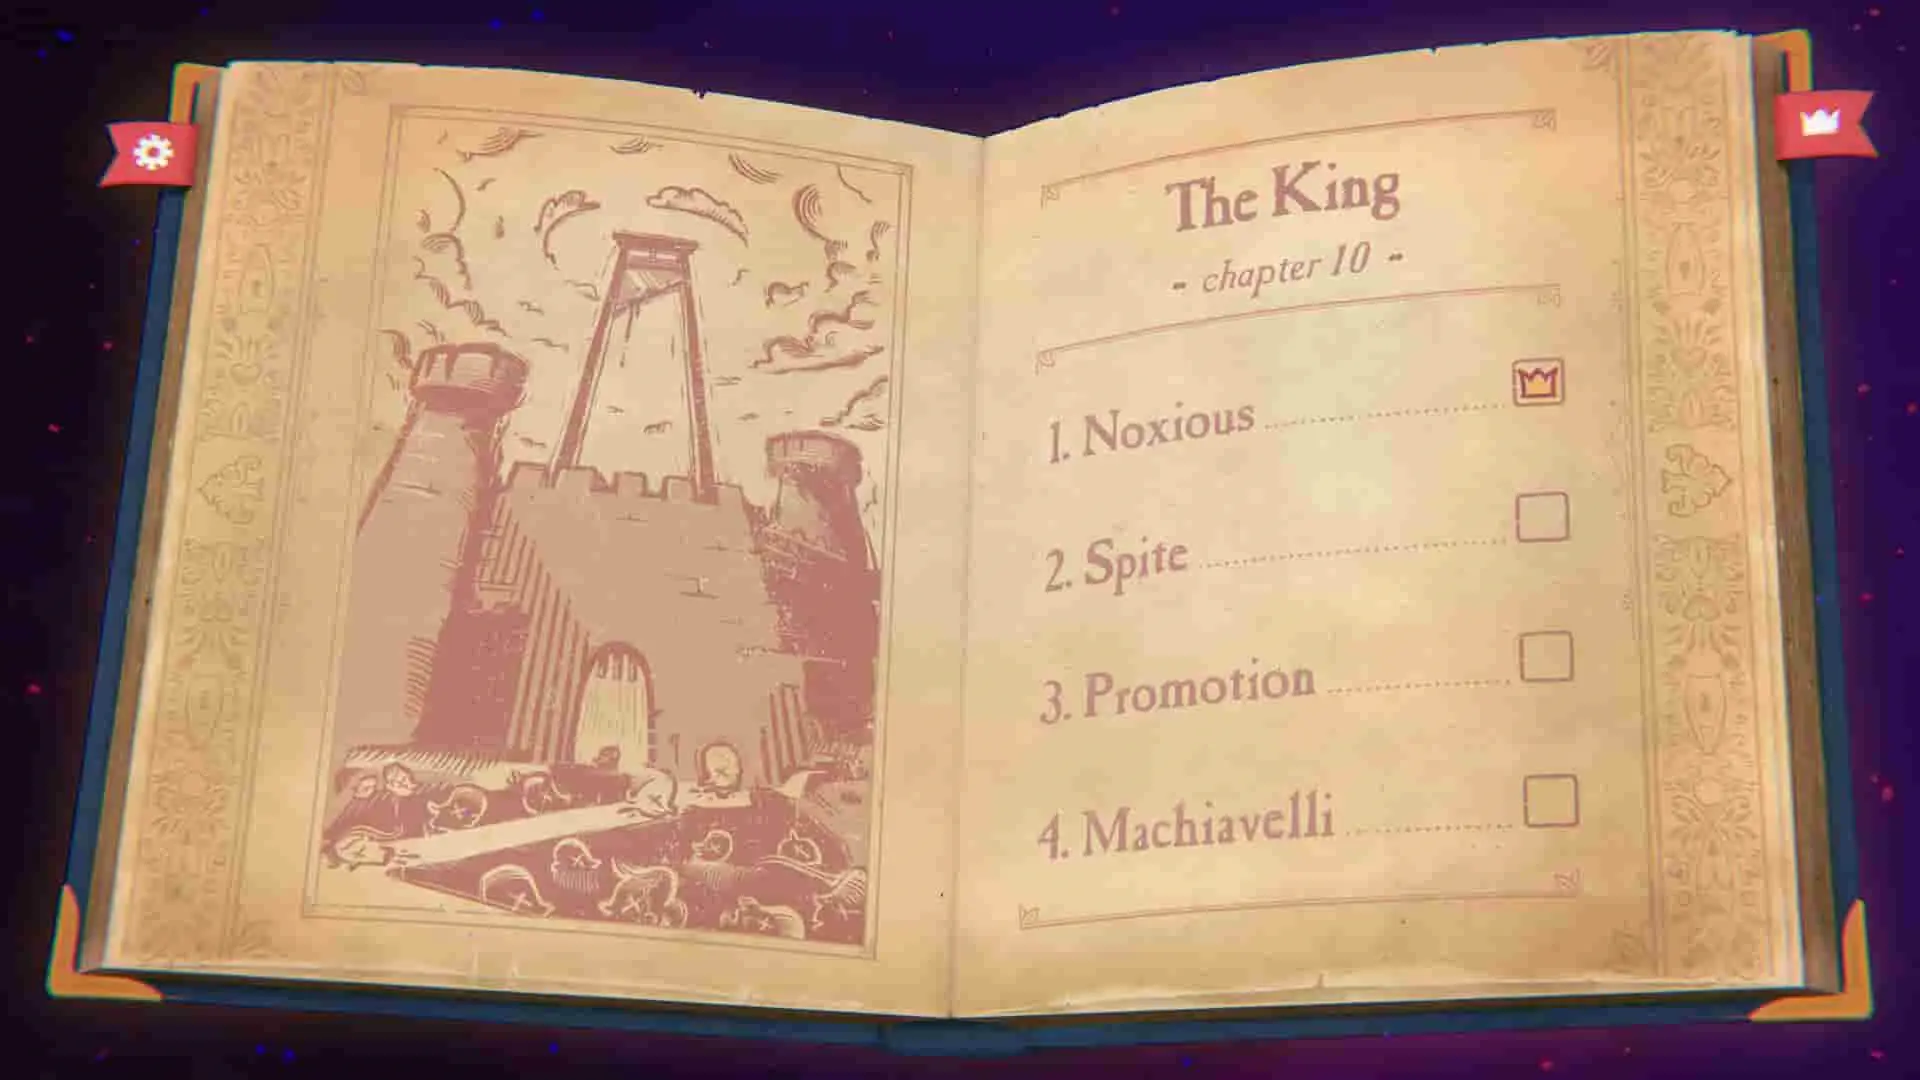 The King
- chapter 10 -
1. Noxious
2. Spite
3. Promotion
4. Machiavelli